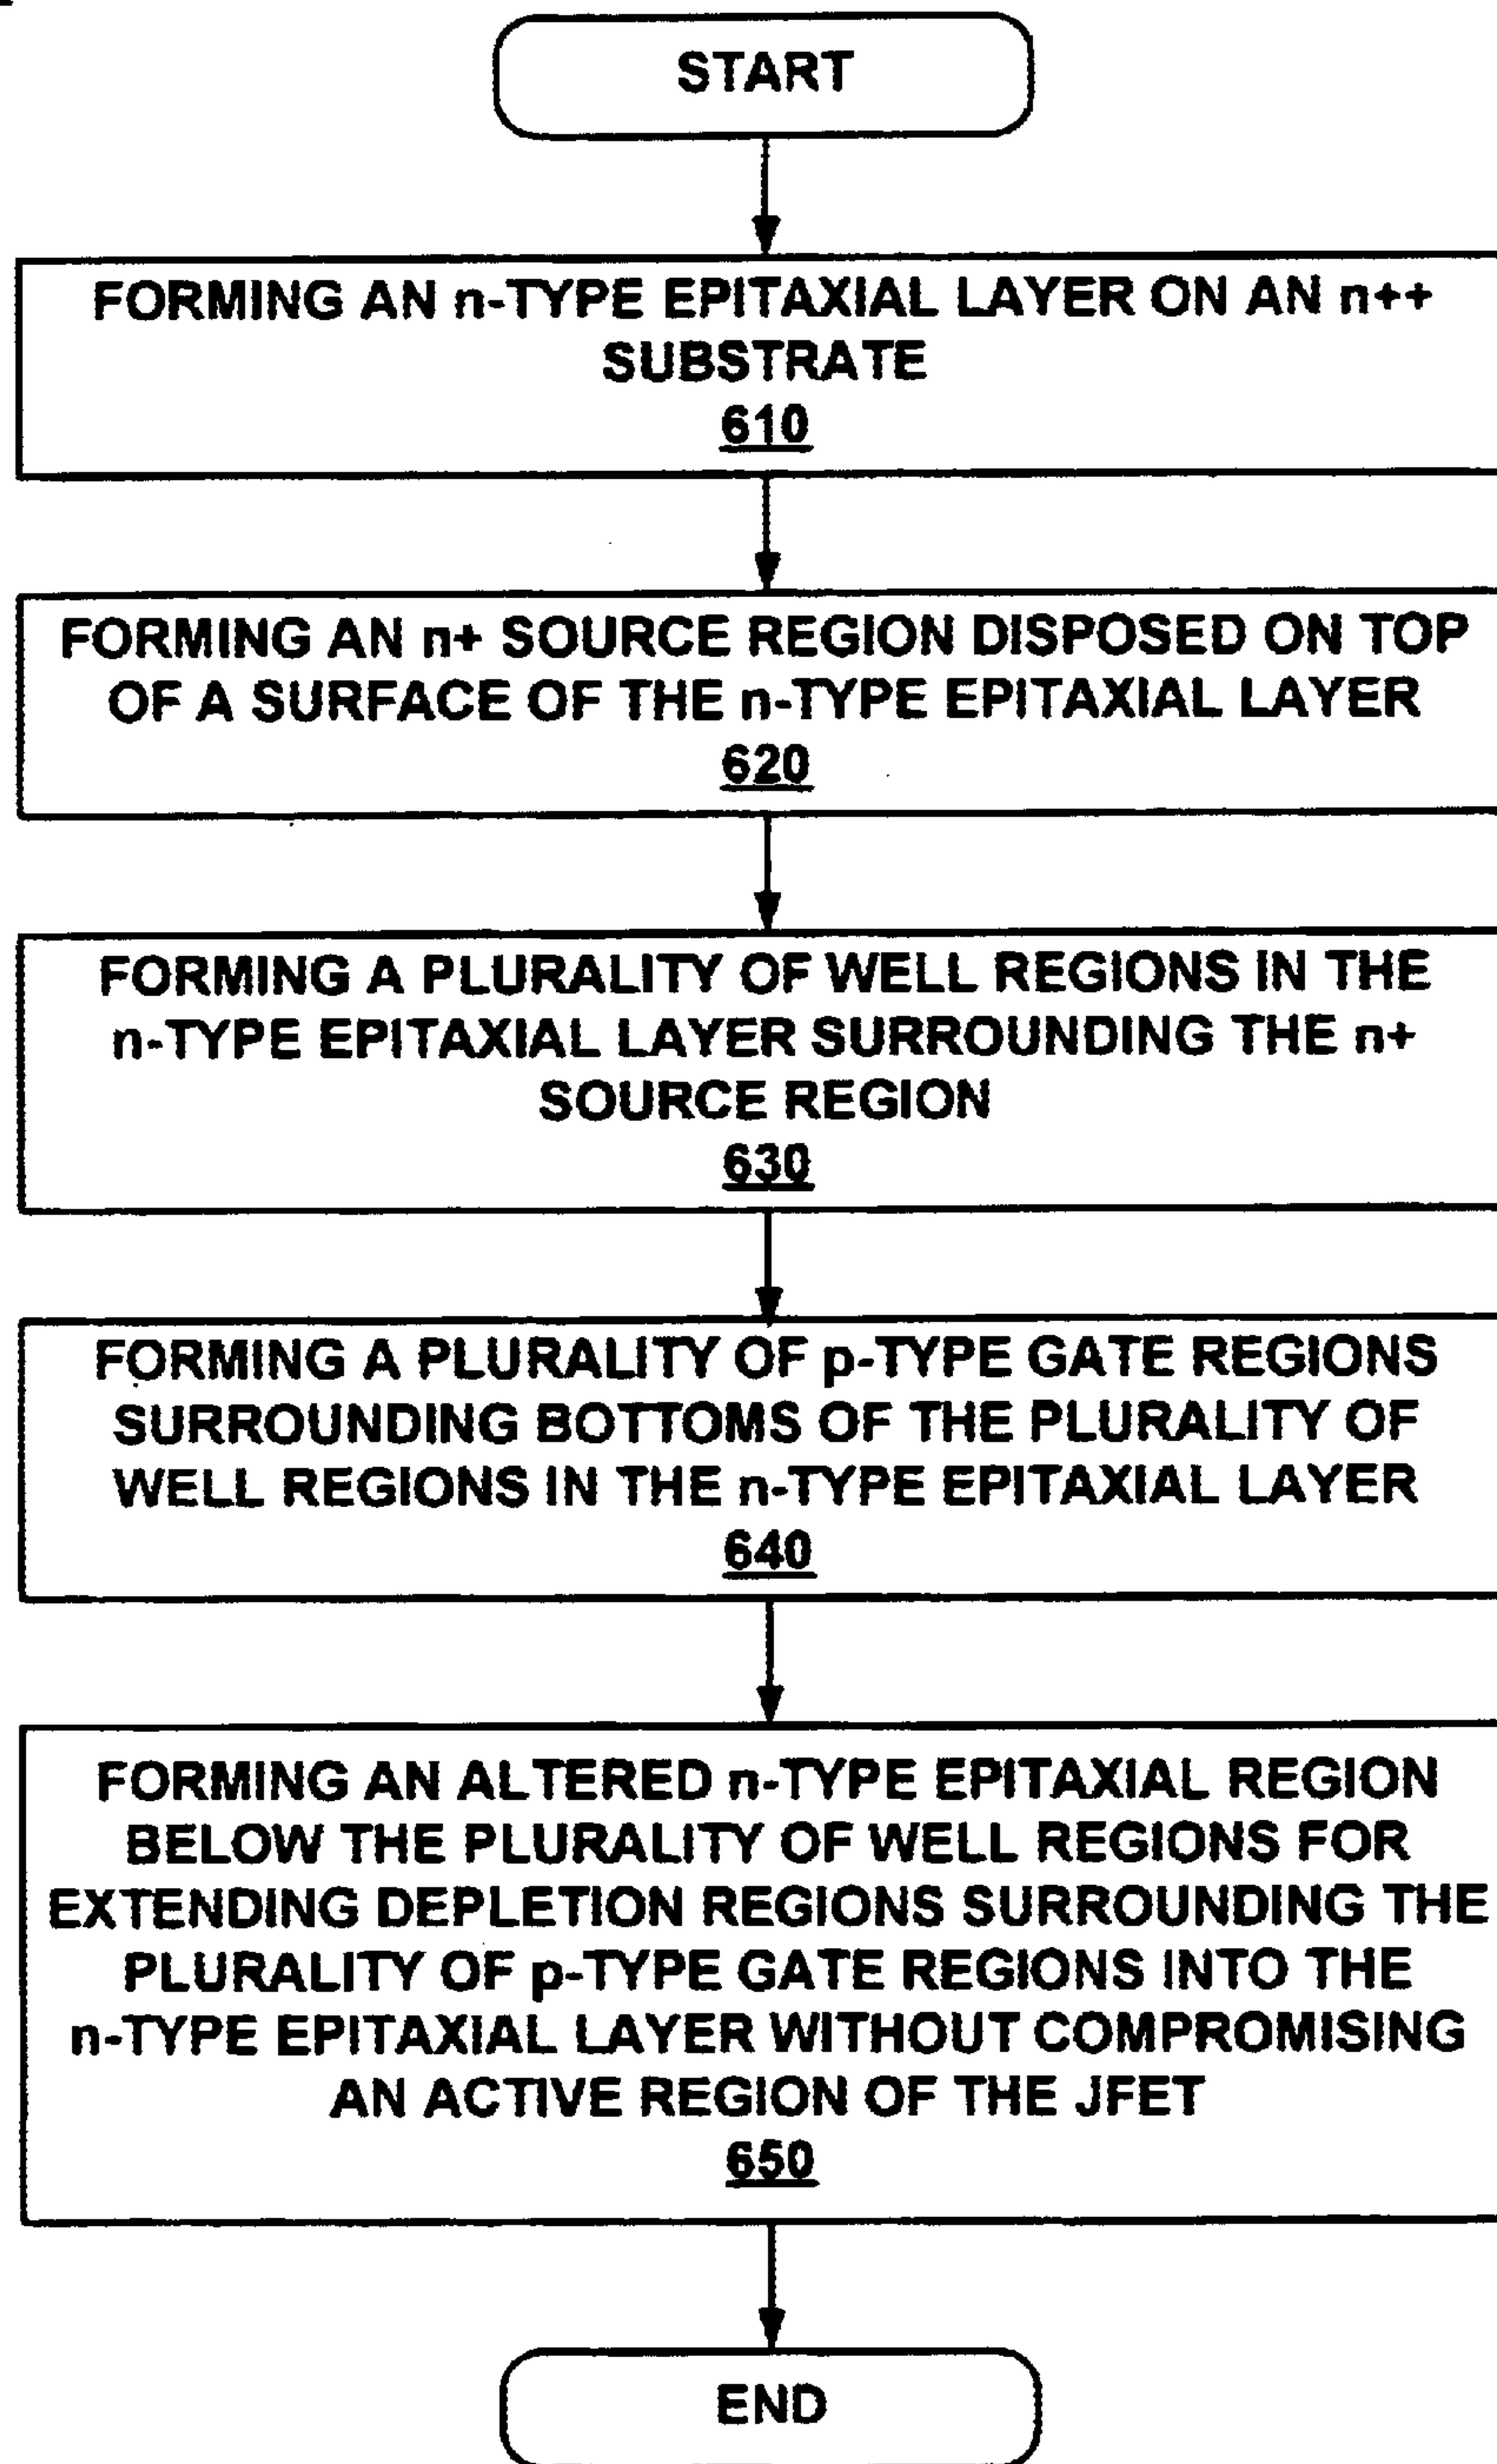 START
FORMING AN n-TYPE EPITAXIAL LAYER ON AN n++
SUBSTRATE
610
FORMING AN n+ SOURCE REGION DISPOSED ON TOP
OF A SURFACE OF THE n-TYPE EPITAXIAL LAYER
620
FORMING A PLURALITY OF WELL REGIONS IN THE
n-TYPE EPITAXIAL LAYER SURROUNDING THE n+
SOURCE REGION
630
FORMING A PLURALITY OF p-TYPE GATE REGIONS
SURROUNDING BOTTOMS OF THE PLURALITY OF
WELL REGIONS IN THE n-TYPE EPITAXIAL LAYER
640
FORMING AN ALTERED n-TYPE EPITAXIAL REGION
BELOW THE PLURALITY OF WELL REGIONS FOR
EXTENDING DEPLETION REGIONS SURROUNDING THE
PLURALITY OF p-TYPE GATE REGIONS INTO THE
n-TYPE EPITAXIAL LAYER WITHOUT COMPROMISING
AN ACTIVE REGION OF THE JFET
650
END